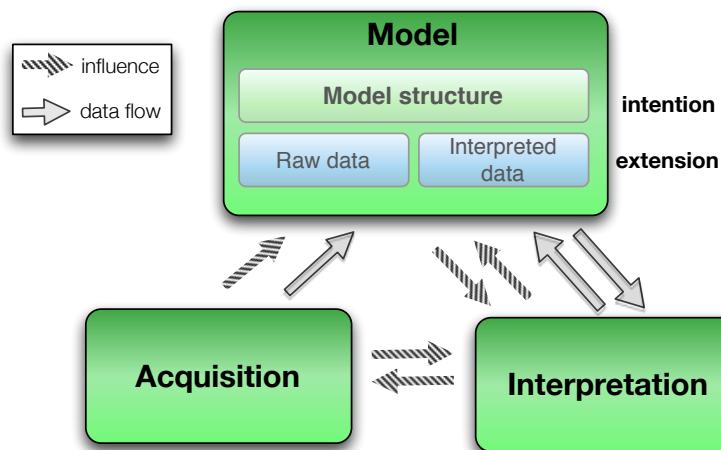 Model
influence
Model structure
data flow
intention
Raw data
Interpreted
data
extension
Acquisition
Interpretation